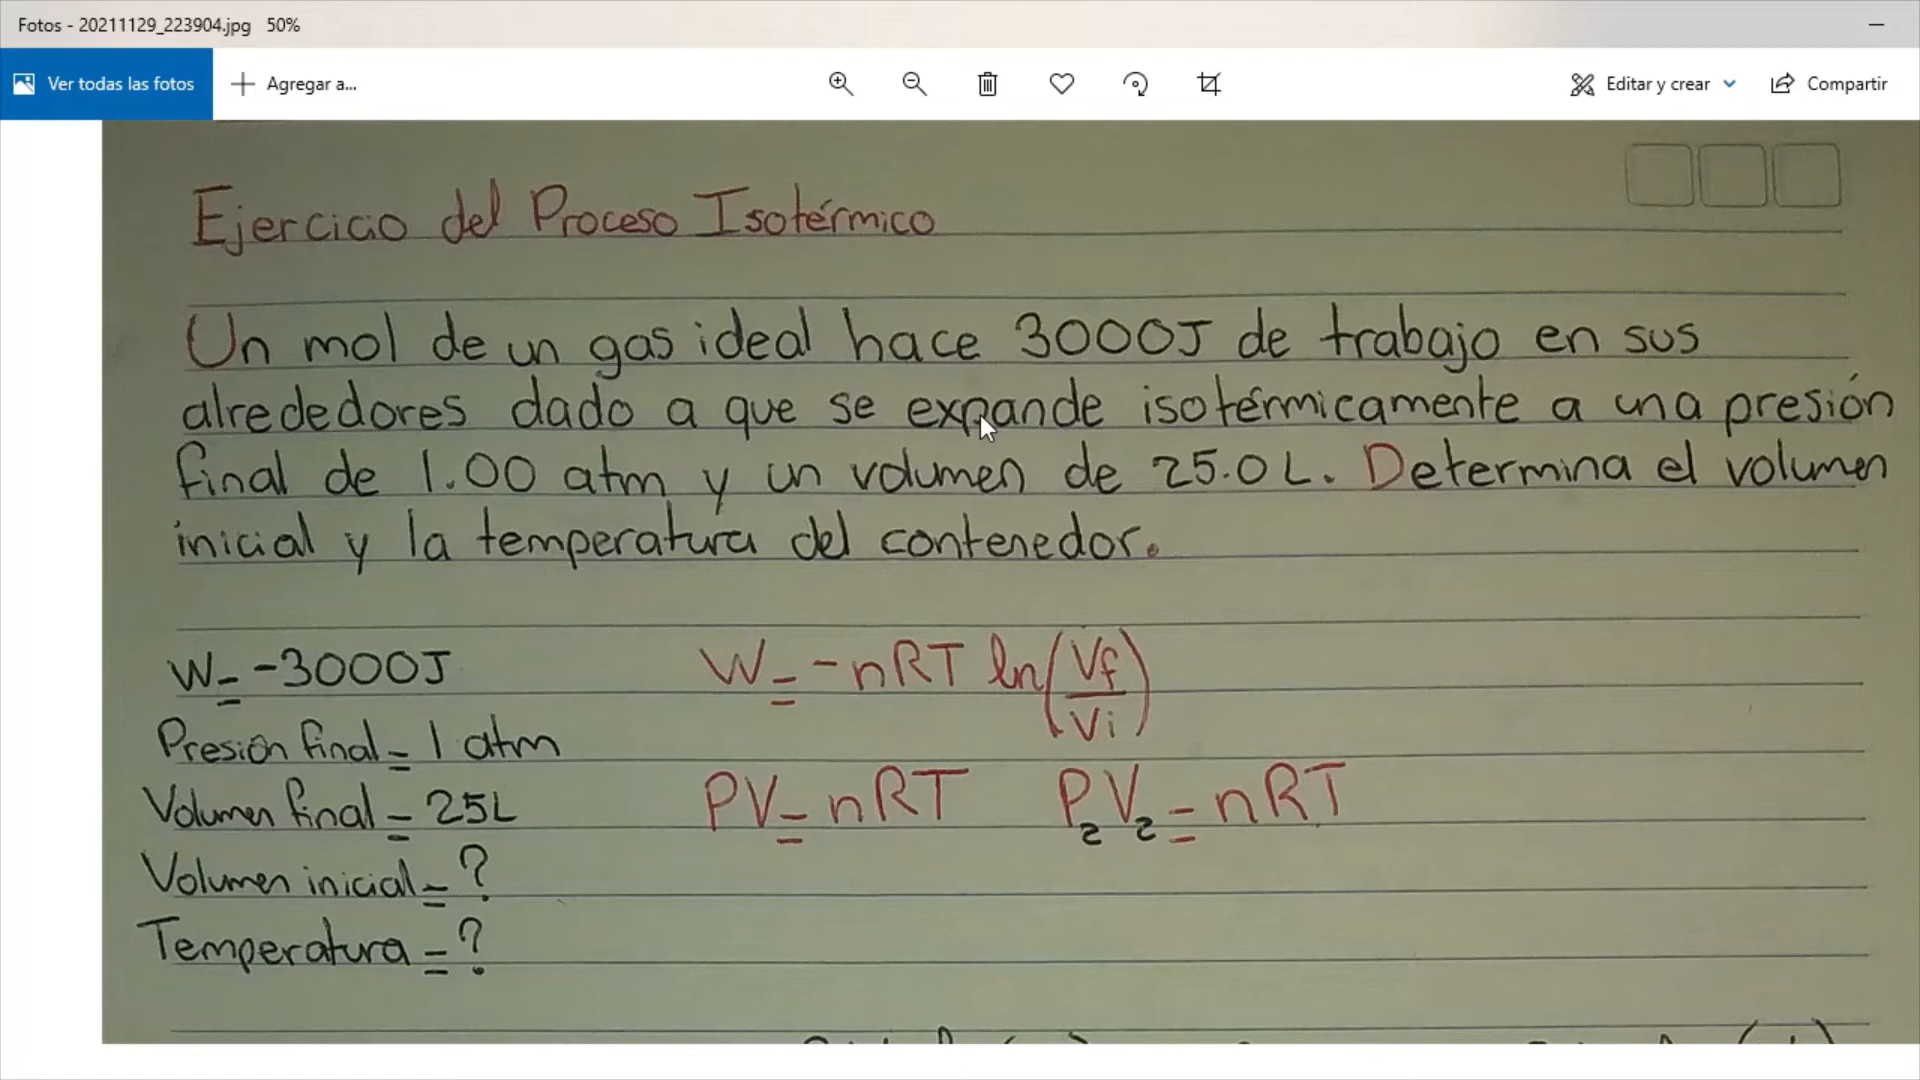 Fotos - 20211129_223904.jpg 50%
Ver todas las fotos
Agregar a...
Editar y crear
Compartir
Ejercicio del Proceso Isotérmico
Un mol de un gas ideal hace 3000J de trabajo en sus
alrededores dado a que se expande isotérmicamente a una presión
final de 1.00 atm y un volumen de 25.0 L. Determina el volumen
inicial y la temperatura del contenedor.
W = -3000J
W = -nRT ln(Vf/Vi)
Presión final = 1 atm
Volumen final = 25L
PV = nRT P₂V₂ = nRT
Volumen inicial = ?
Temperatura = ?